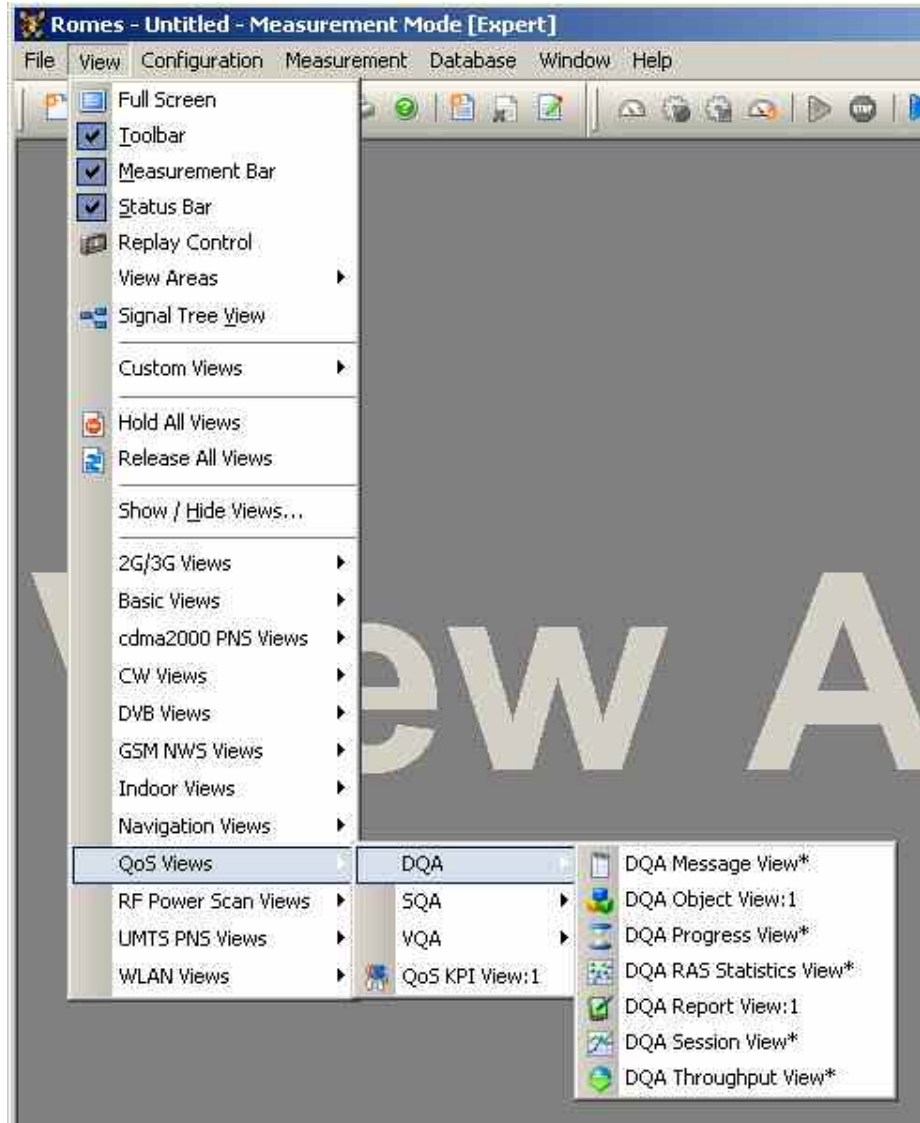 Romes - Untitled - Measurement Mode [Expert]
File View Configuration Measurement Database Window Help
Full Screen
Toolbar
Measurement Bar
Status Bar
Replay Control
View Areas
Signal Tree View
Custom Views
Hold All Views
Release All Views
Show / Hide Views...
2G/3G Views
Basic Views
cdma2000 PNS Views
CW Views
DVB Views
GSM NWS Views
Indoor Views
Navigation Views
QoS Views
RF Power Scan Views
UMTS PNS Views
WLAN Views
DQA
SQA
VQA
QoS KPI View:1
DQA Message View*
DQA Object View:1
DQA Progress View*
DQA RAS Statistics View*
DQA Report View:1
DQA Session View*
DQA Throughput View*